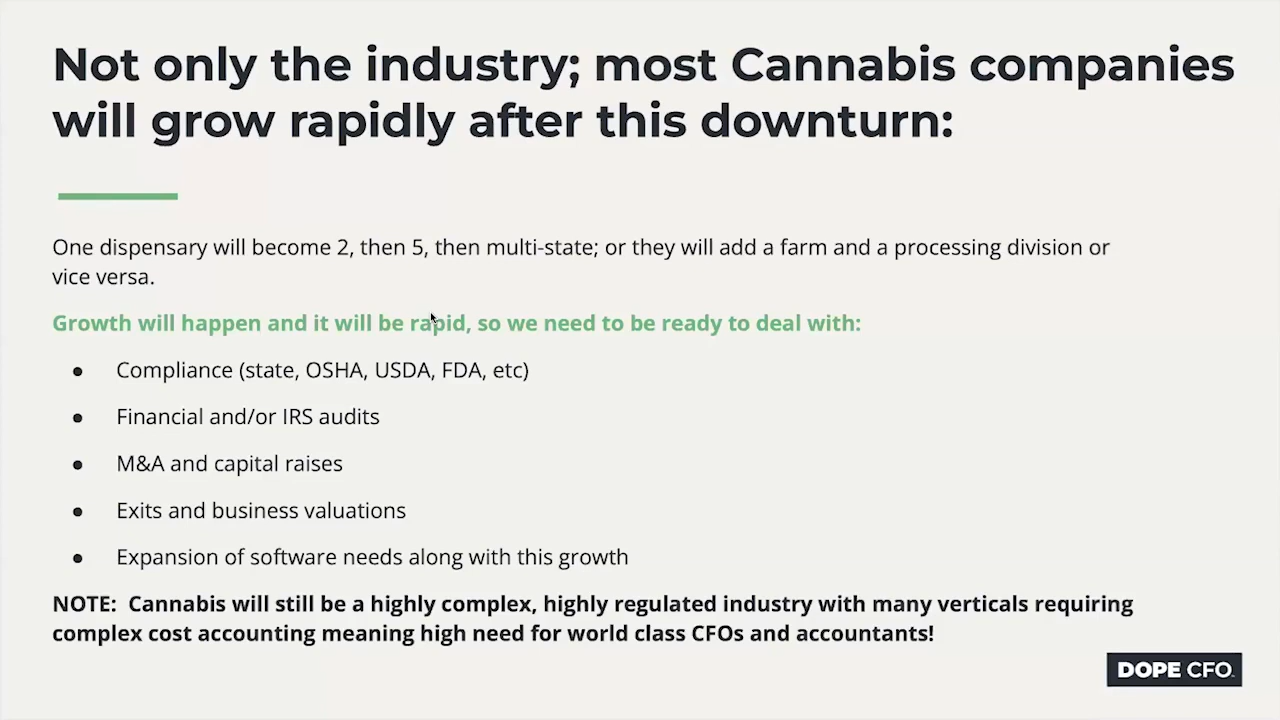 Not only the industry; most Cannabis companies
will grow rapidly after this downturn:
One dispensary will become 2, then 5, then multi-state; or they will add a farm and a processing division or
vice versa.
Growth will happen and it will be rapid, so we need to be ready to deal with:
● Compliance (state, OSHA, USDA, FDA, etc)
● Financial and/or IRS audits
● M&A and capital raises
● Exits and business valuations
● Expansion of software needs along with this growth
NOTE:  Cannabis will still be a highly complex, highly regulated industry with many verticals requiring
complex cost accounting meaning high need for world class CFOs and accountants!
DOPE CFO.